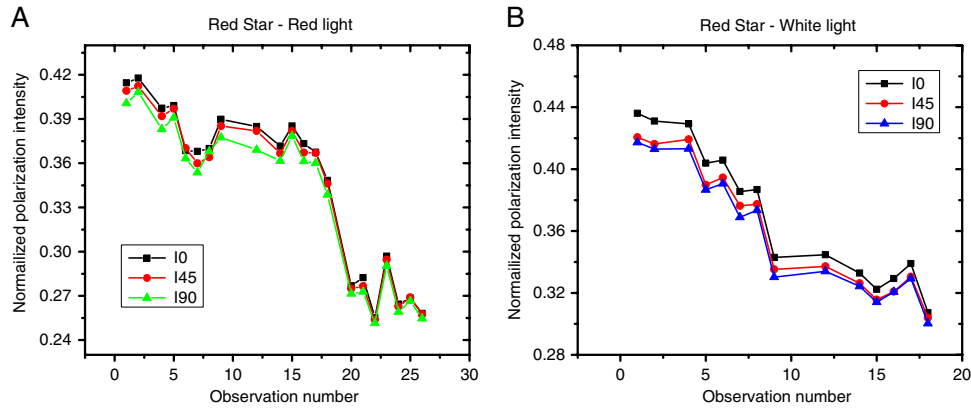 A
Red Star - Red light
Normailized polarization intensity
0.42
0.39
0.36
0.33
0.30
0.27
0.24
I0
I45
I90
0 5 10 15 20 25 30
Observation number
B
Red Star - White light
Normalized polarization intensity
0.48
0.44
0.40
0.36
0.32
0.28
I0
I45
I90
0 5 10 15 20
Observation number